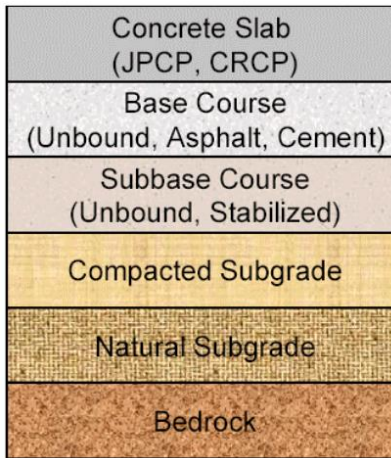 Concrete Slab
(JPCP, CRCP)
Base Course
(Unbound, Asphalt, Cement)
Subbase Course
(Unbound, Stabilized)
Compacted Subgrade
Natural Subgrade
Bedrock